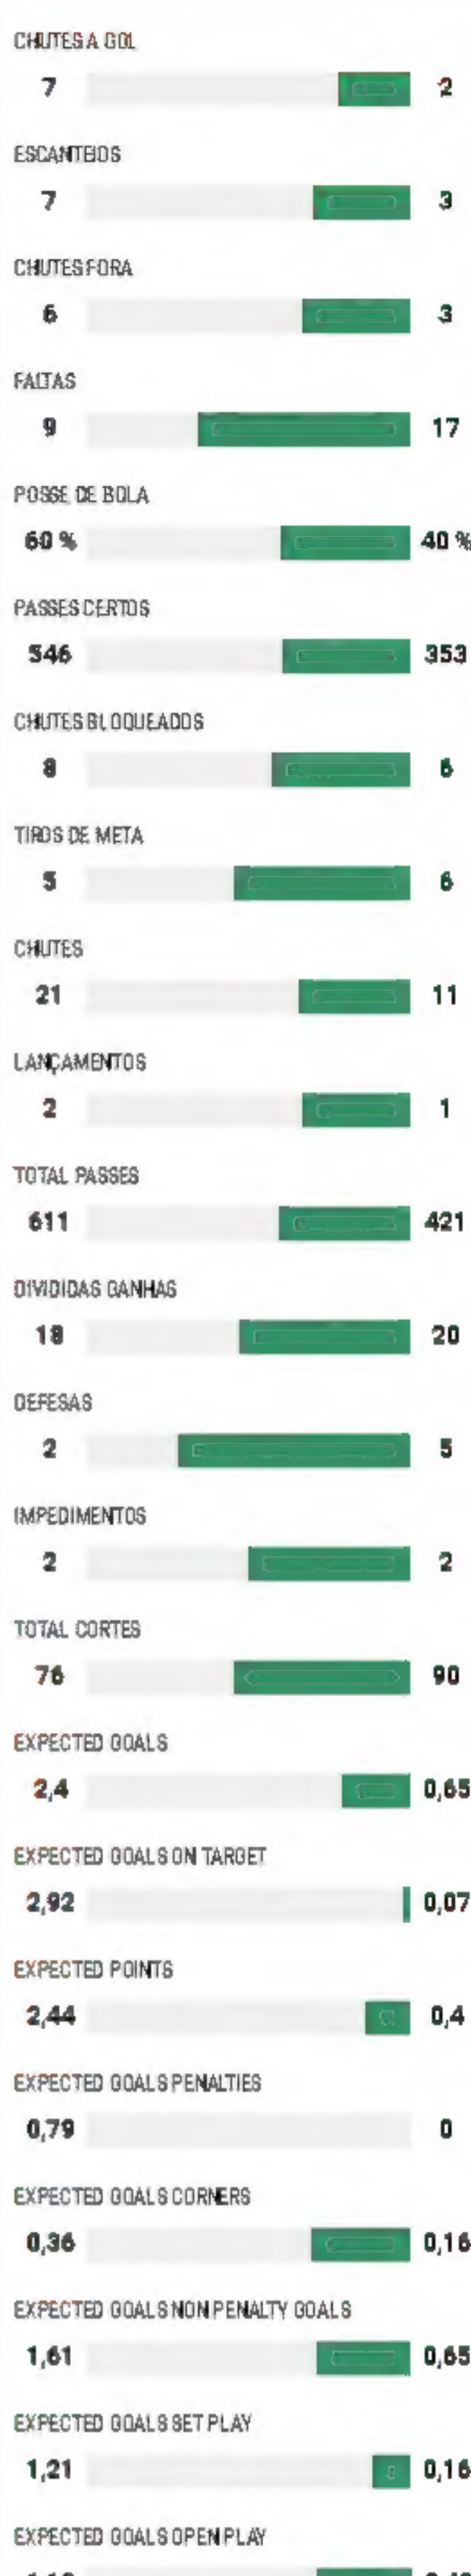 CHUTES A GOL
7 2
ESCANTEIOS
7 3
CHUTES FORA
6 3
FALTAS
9 17
POSSE DE BOLA
60 % 40 %
PASSES CERTOS
546 353
CHUTES BLOQUEADOS
8 6
TIROS DE META
5 6
CHUTES
21 11
LANÇAMENTOS
2 1
TOTAL PASSES
611 421
DIVIDIDAS GANHAS
18 20
DEFESAS
2 5
IMPEDIMENTOS
2 2
TOTAL CORTES
76 90
EXPECTED GOALS
2,4 0,65
EXPECTED GOALS ON TARGET
2,92 0,07
EXPECTED POINTS
2,44 0,4
EXPECTED GOALS PENALTIES
0,79 0
EXPECTED GOALS CORNERS
0,36 0,16
EXPECTED GOALS NON PENALTY GOALS
1,61 0,65
EXPECTED GOALS SET PLAY
1,21 0,16
EXPECTED GOALS OPEN PLAY